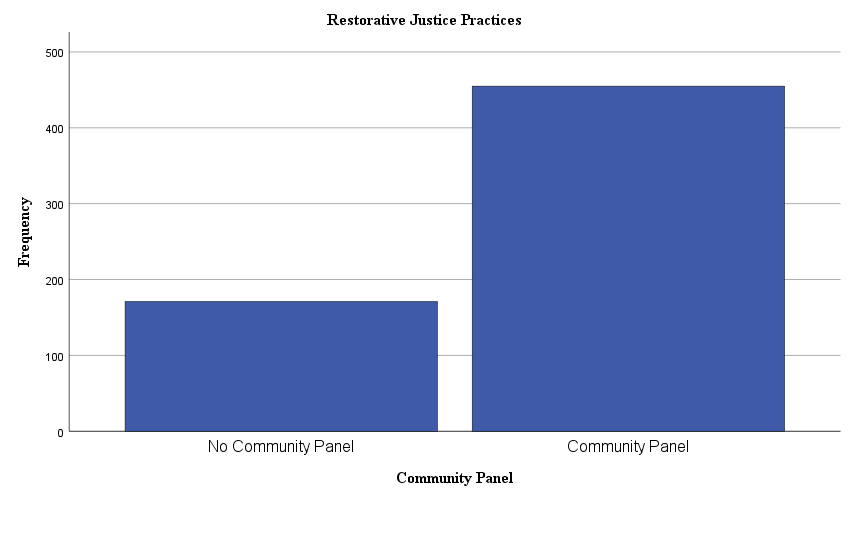 Restorative Justice Practices
500
400
300
200
100
0
Frequency
No Community Panel
Community Panel
Community Panel